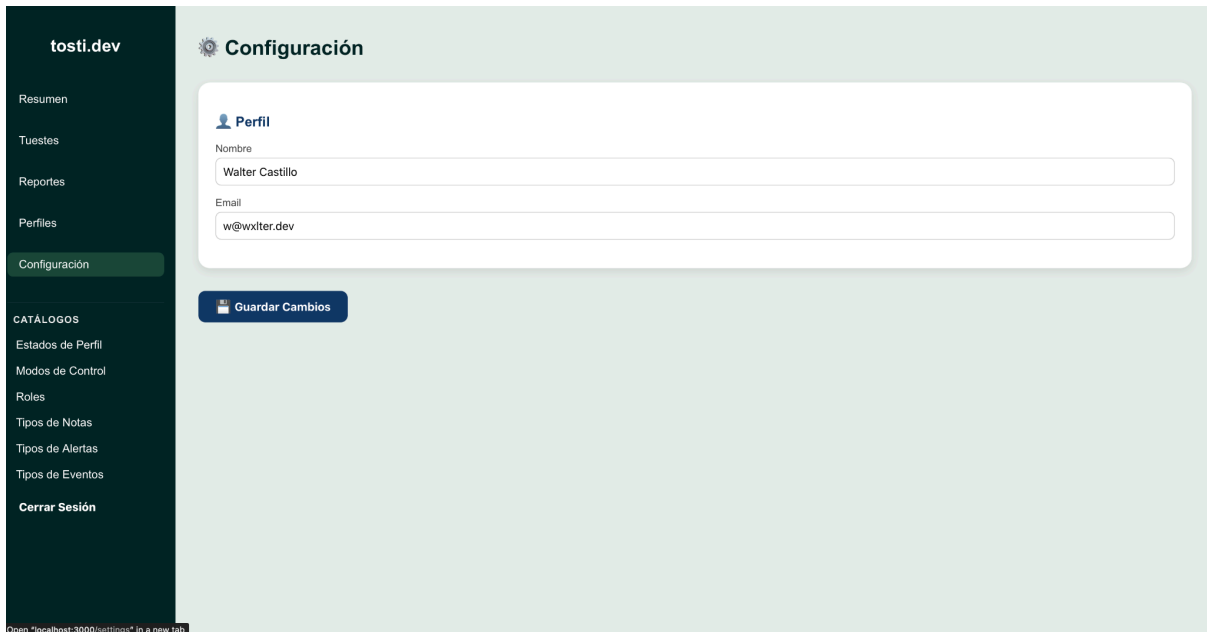 tosti.dev
Resumen
Tuestes
Reportes
Perfiles
Configuración
CATÁLOGOS
Estados de Perfil
Modos de Control
Roles
Tipos de Notas
Tipos de Alertas
Tipos de Eventos
Cerrar Sesión
Open "localhost:3000/settings" in a new tab
Configuración
Perfil
Nombre
Walter Castillo
Email
w@wxlter.dev
Guardar Cambios